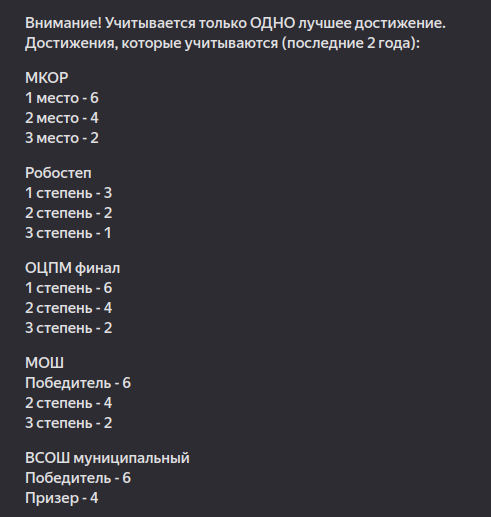 Внимание! Учитывается только ОДНО лучшее достижение.
Достижения, которые учитываются (последние 2 года):
МКОР
1 место - 6
2 место - 4
3 место - 2
Робостеп
1 степень - 3
2 степень - 2
3 степень - 1
ОЦПМ финал
1 степень - 6
2 степень - 4
3 степень - 2
МОШ
Победитель - 6
2 степень - 4
3 степень - 2
ВСОШ муниципальный
Победитель - 6
Призер - 4